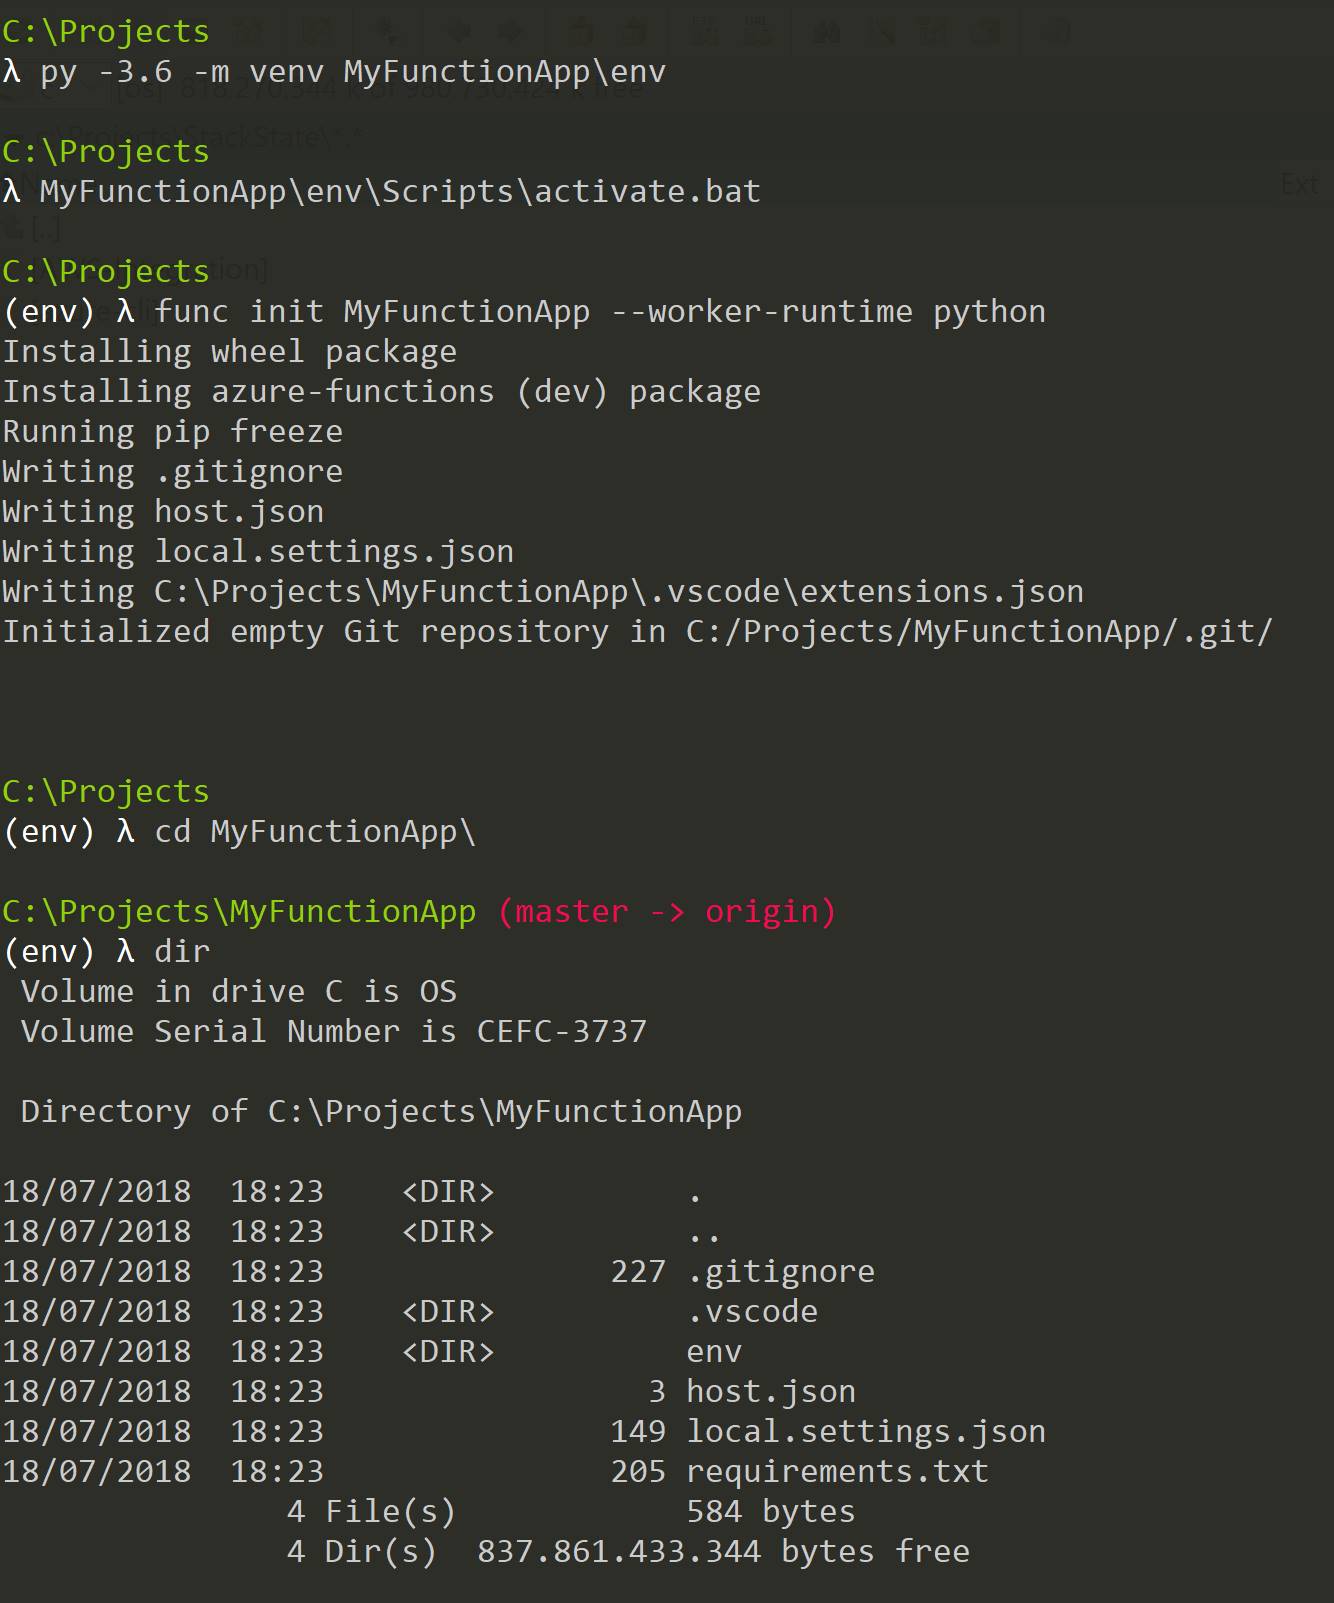 C:\Projects
λ py -3.6 -m venv MyFunctionApp\env
C:\Projects
λ MyFunctionApp\env\Scripts\activate.bat
Ext
[..]
C:\Projects
(env) λ func init MyFunctionApp --worker-runtime python
Installing wheel package
Installing azure-functions (dev) package
Running pip freeze
Writing .gitignore
Writing host.json
Writing local.settings.json
Writing C:\Projects\MyFunctionApp\.vscode\extensions.json
Initialized empty Git repository in C:/Projects/MyFunctionApp/.git/
C:\Projects
(env) λ cd MyFunctionApp\
C:\Projects\MyFunctionApp (master -> origin)
(env) λ dir
Volume in drive C is OS
Volume Serial Number is CEFC-3737
Directory of C:\Projects\MyFunctionApp
18/07/2018 18:23 <DIR> .
18/07/2018 18:23 <DIR> ..
18/07/2018 18:23 227 .gitignore
18/07/2018 18:23 <DIR> .vscode
18/07/2018 18:23 <DIR> env
18/07/2018 18:23 3 host.json
18/07/2018 18:23 149 local.settings.json
18/07/2018 18:23 205 requirements.txt
4 File(s) 584 bytes
4 Dir(s) 837.861.433.344 bytes free